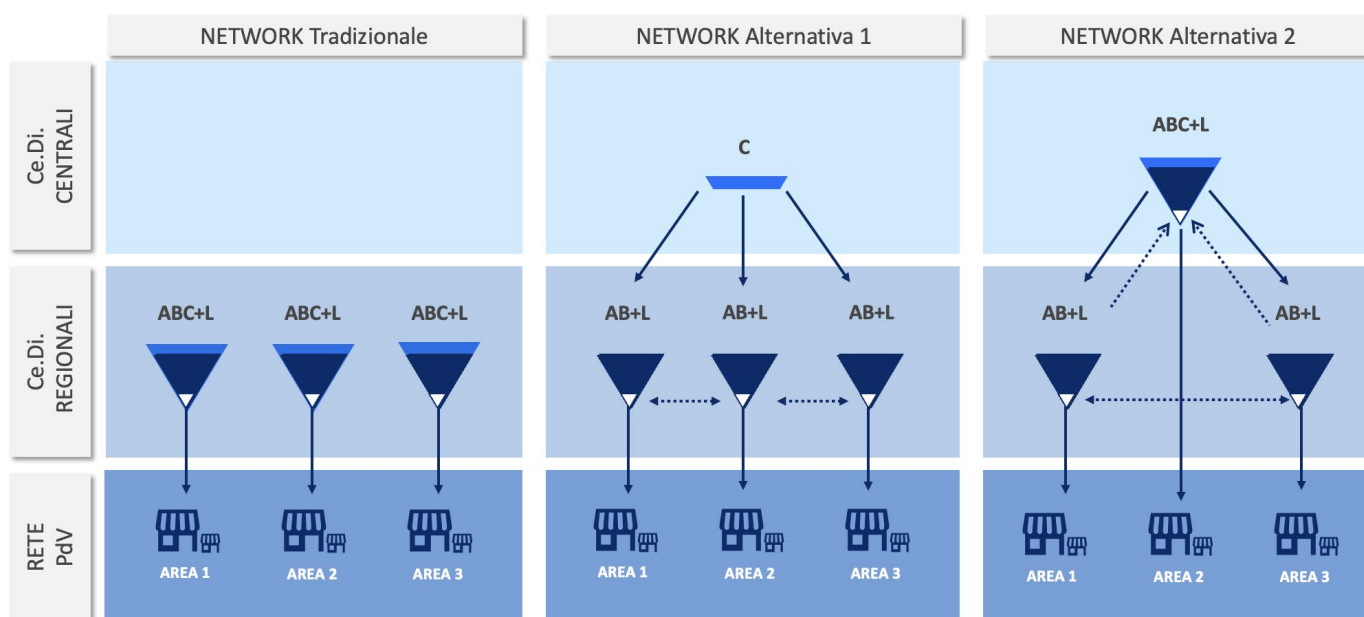 NETWORK Tradizionale
NETWORK Alternativa 1
NETWORK Alternativa 2
Ce.Di.
CENTRALI
C
ABC+L
Ce.Di.
REGIONALI
ABC+L
ABC+L
ABC+L
AB+L
AB+L
AB+L
AB+L
AB+L
RETE
PdV
AREA 1
AREA 2
AREA 3
AREA 1
AREA 2
AREA 3
AREA 1
AREA 2
AREA 3